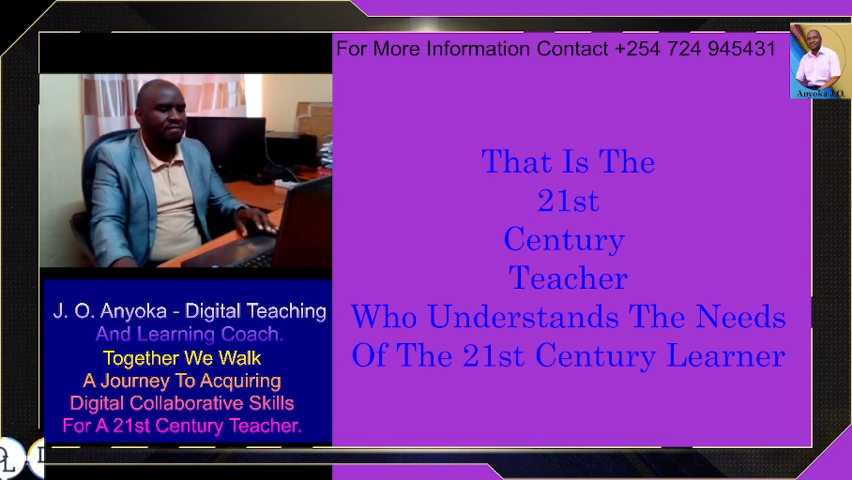 For More Information Contact +254 724 945431
Anyoka J.O.
That Is The
21st
Century
Teacher
Who Understands The Needs
Of The 21st Century Learner
J. O. Anyoka - Digital Teaching
And Learning Coach.
Together We Walk
A Journey To Acquiring
Digital Collaborative Skills
For A 21st Century Teacher.